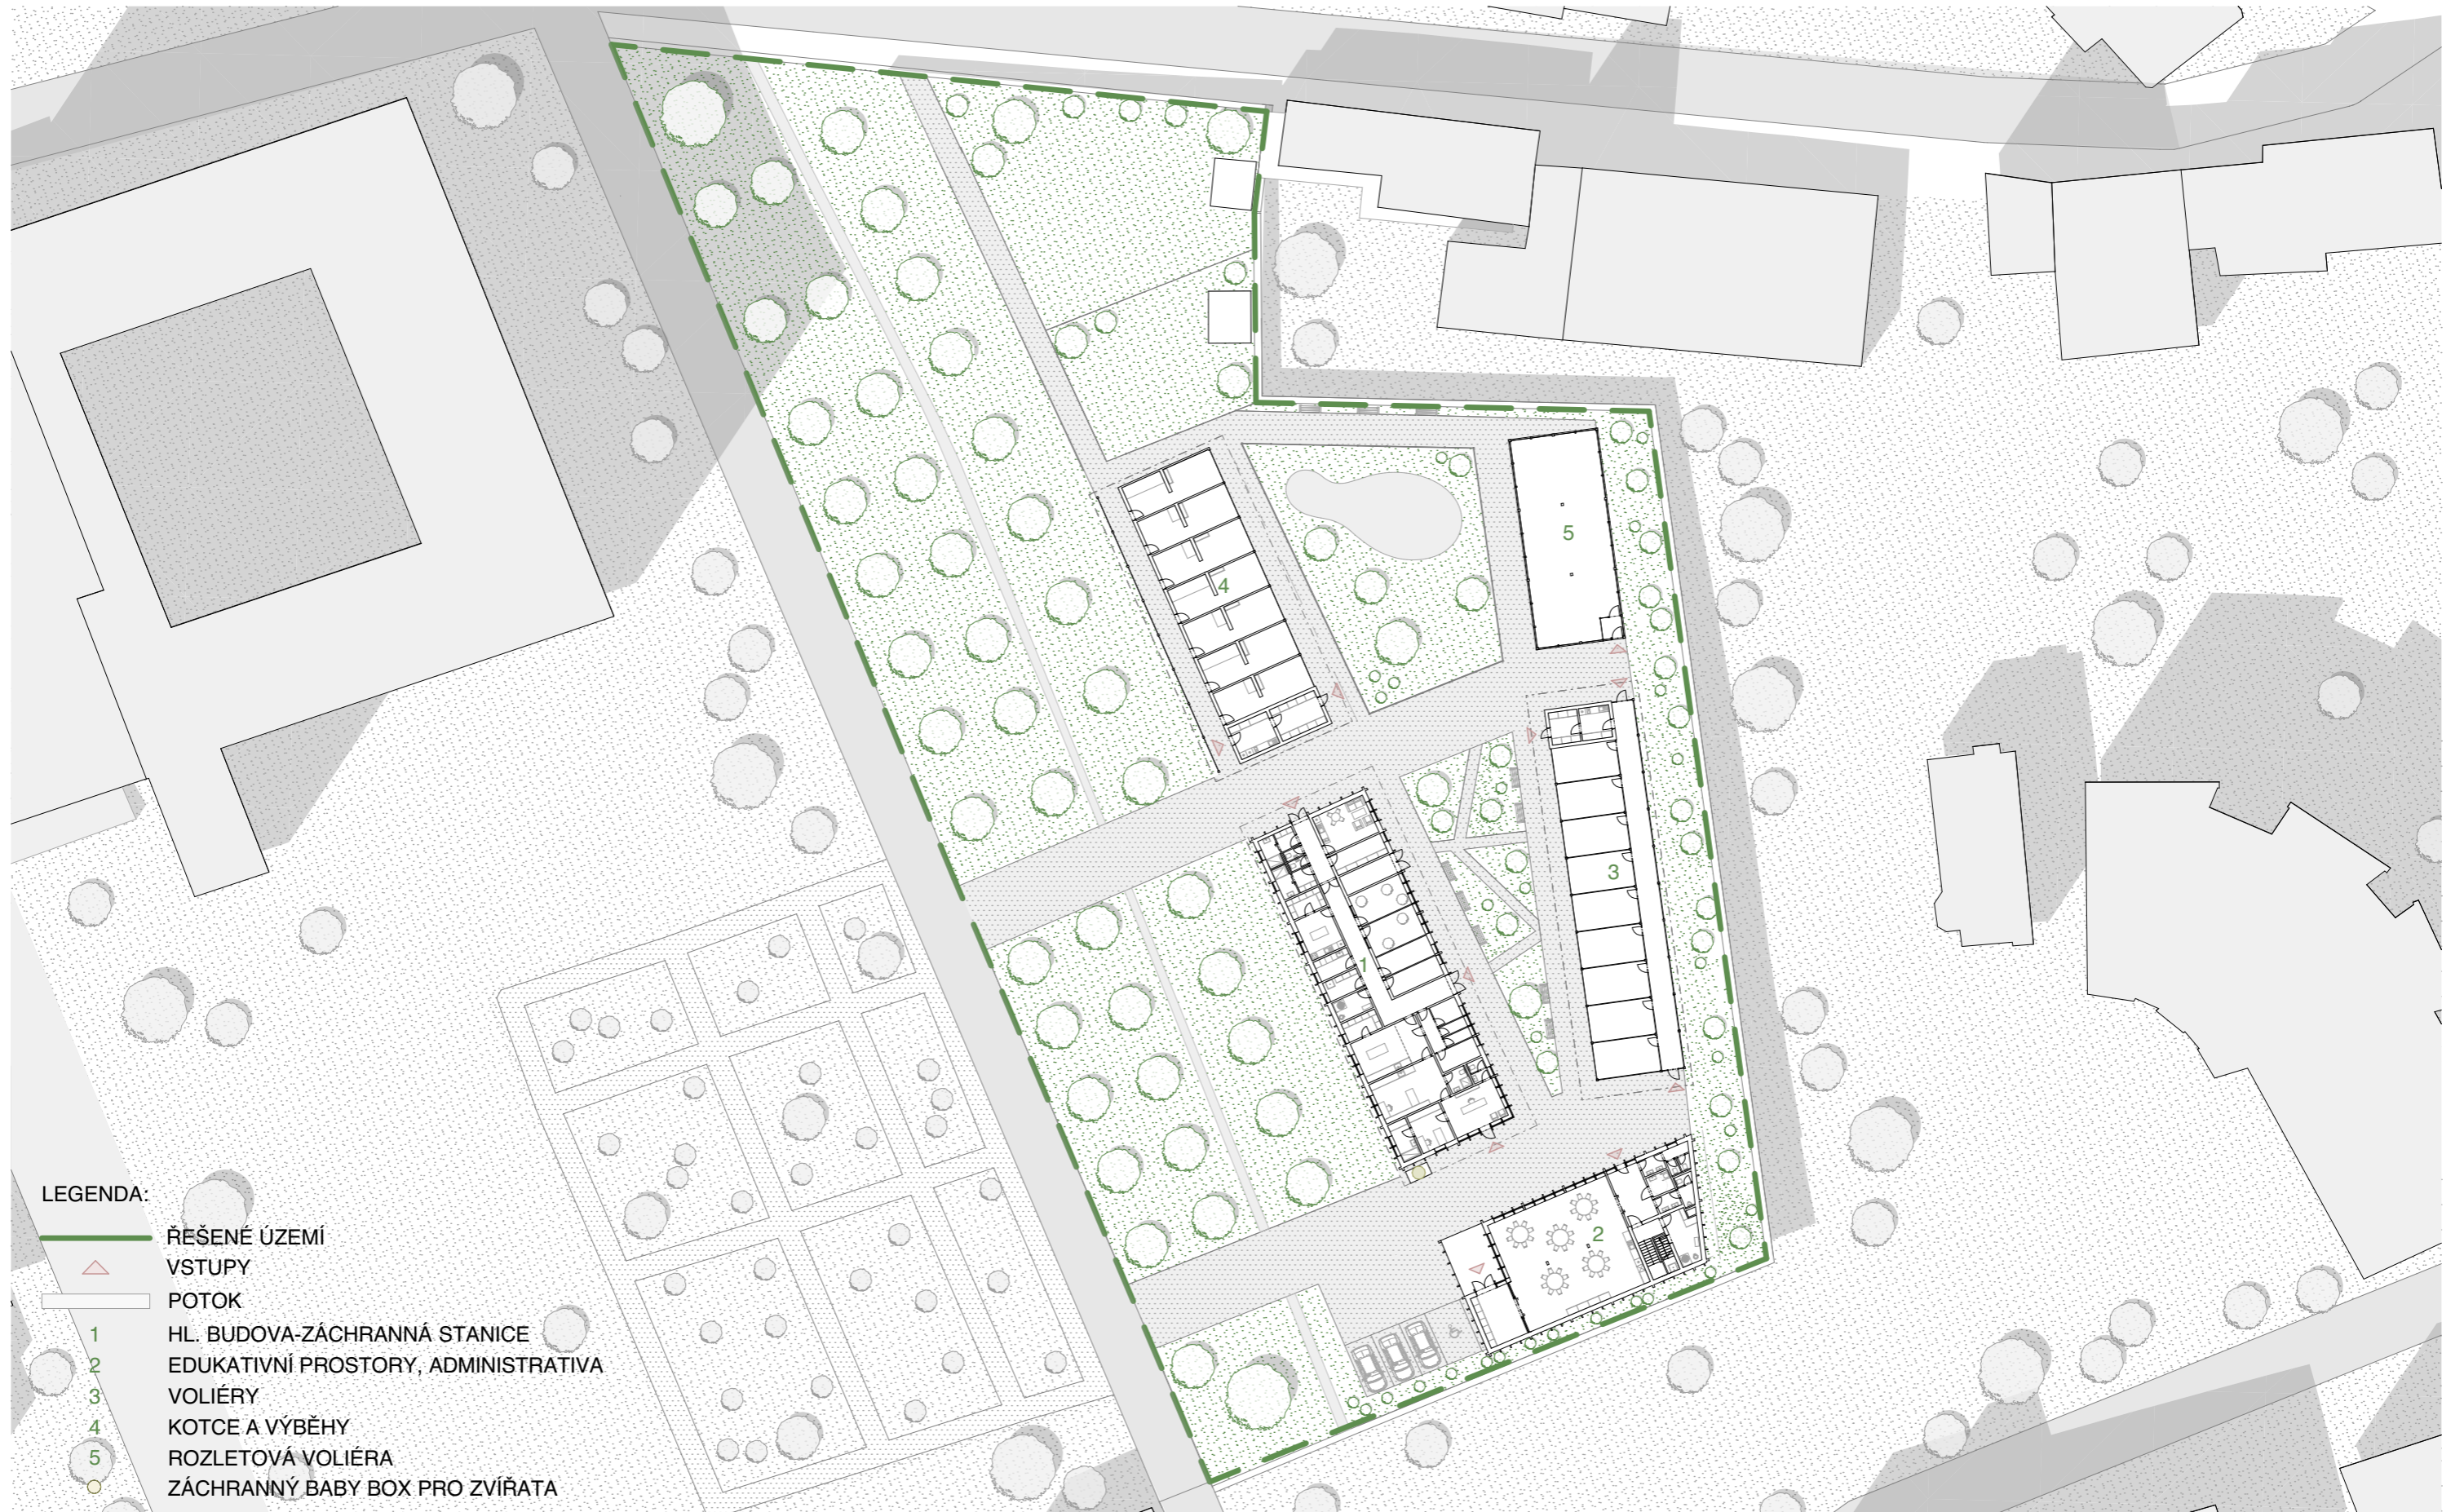 5
4
3
1
2
LEGENDA:
ŘEŠENÉ ÚZEMÍ
VSTUPY
POTOK
1 HL. BUDOVA-ZÁCHRANNÁ STANICE
2 EDUKATIVNÍ PROSTORY, ADMINISTRATIVA
3 VOLIÉRY
4 KOTCE A VÝBĚHY
5 ROZLETOVÁ VOLIÉRA
ZÁCHRANNÝ BABY BOX PRO ZVÍŘATA